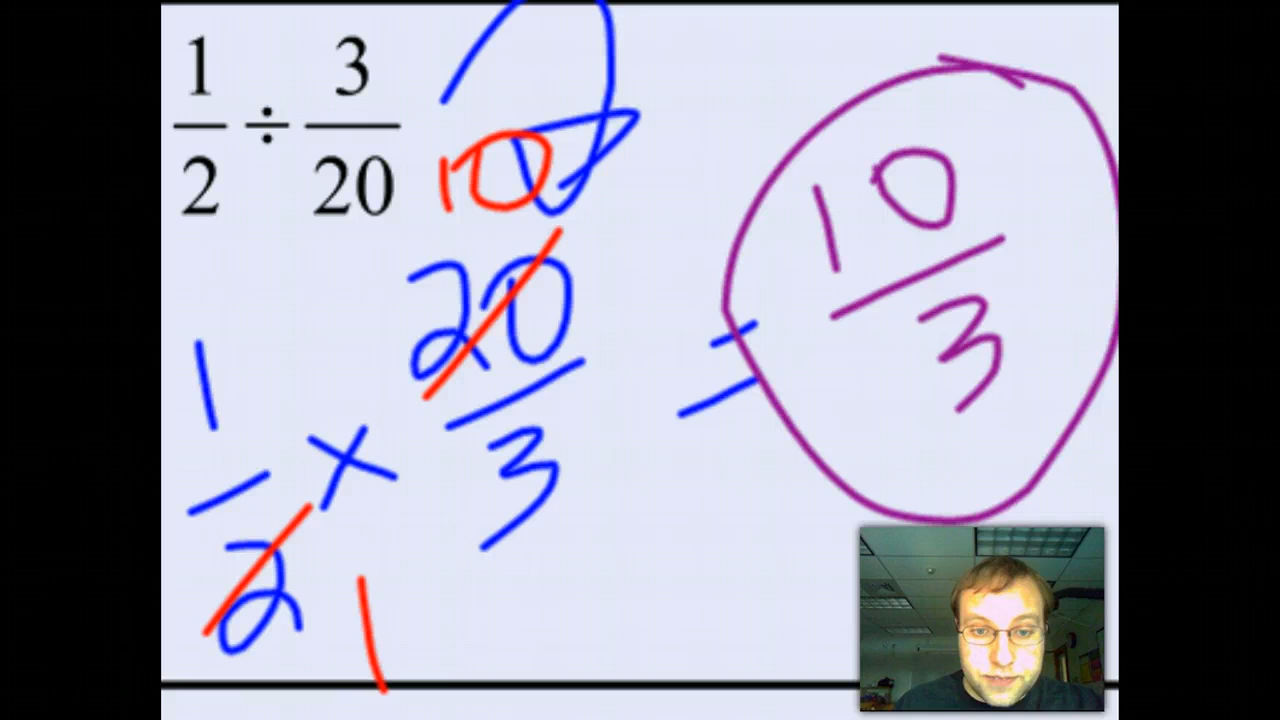 1/2 ÷ 3/20
10
1/2 × 20/3 = 10/3
1